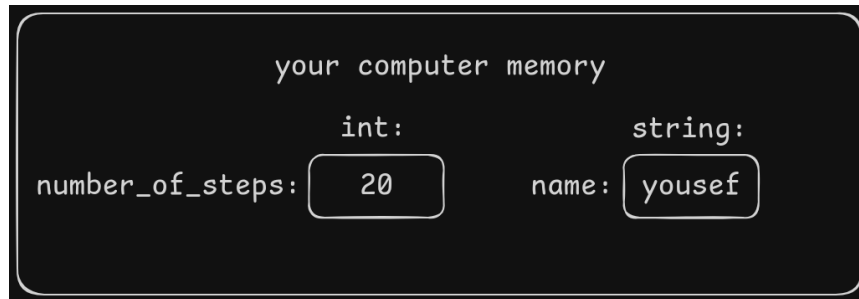 your computer memory
int: string:
number_of_steps: 20 name: yousef